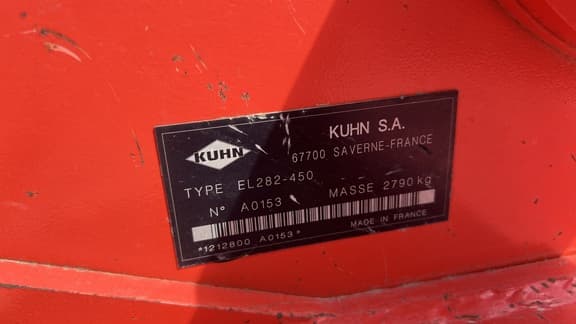 KUHN
KUHN S.A.
67700 SAVERNE-FRANCE
TYPE EL282-450
MASSE 2790 kg
N° A0153
MADE IN FRANCE
*1212800 A0153*